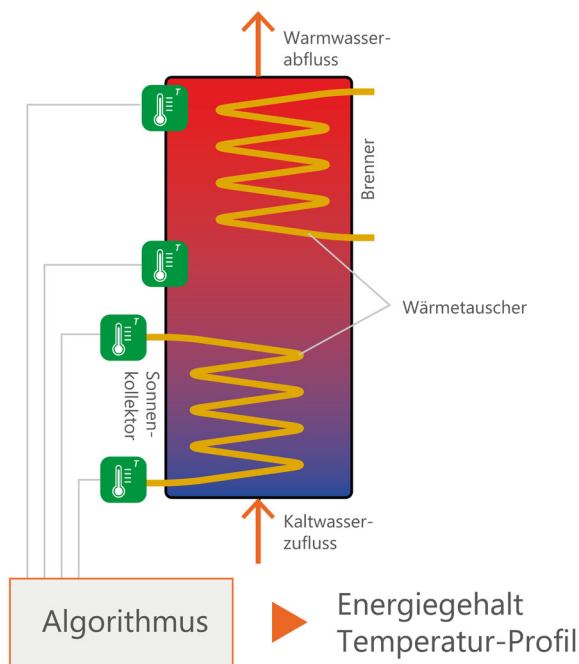 Warmwasser-
abfluss
T
Brenner
T
Wärmetauscher
T
Sonnen-
kollektor
T
Kaltwasser-
zufluss
Algorithmus
Energiegehalt
Temperatur-Profil